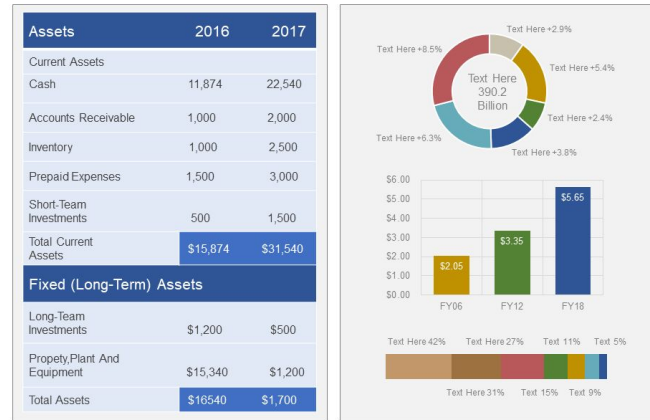 Assets 2016 2017
Current Assets
Cash 11,874 22,540
Accounts Receivable 1,000 2,000
Inventory 1,000 2,500
Prepaid Expenses 1,500 3,000
Short-Team
Investments 500 1,500
Total Current
Assets $15,874 $31,540
Fixed (Long-Term) Assets
Long-Team
Investments $1,200 $500
Propety,Plant And
Equipment $15,340 $1,200
Total Assets $16540 $1,700
Text Here +2.9%
Text Here +8.5%
Text Here +5.4%
Text Here
390.2
Billion
Text Here +2.4%
Text Here +6.3%
Text Here +3.8%
$6.00
$5.00
$4.00
$3.00
$2.00
$1.00
$0.00
$2.05
$3.35
$5.65
FY06 FY12 FY18
Text Here 42% Text Here 27% Text 11% Text 5%
Text Here 31% Text 15% Text 9%